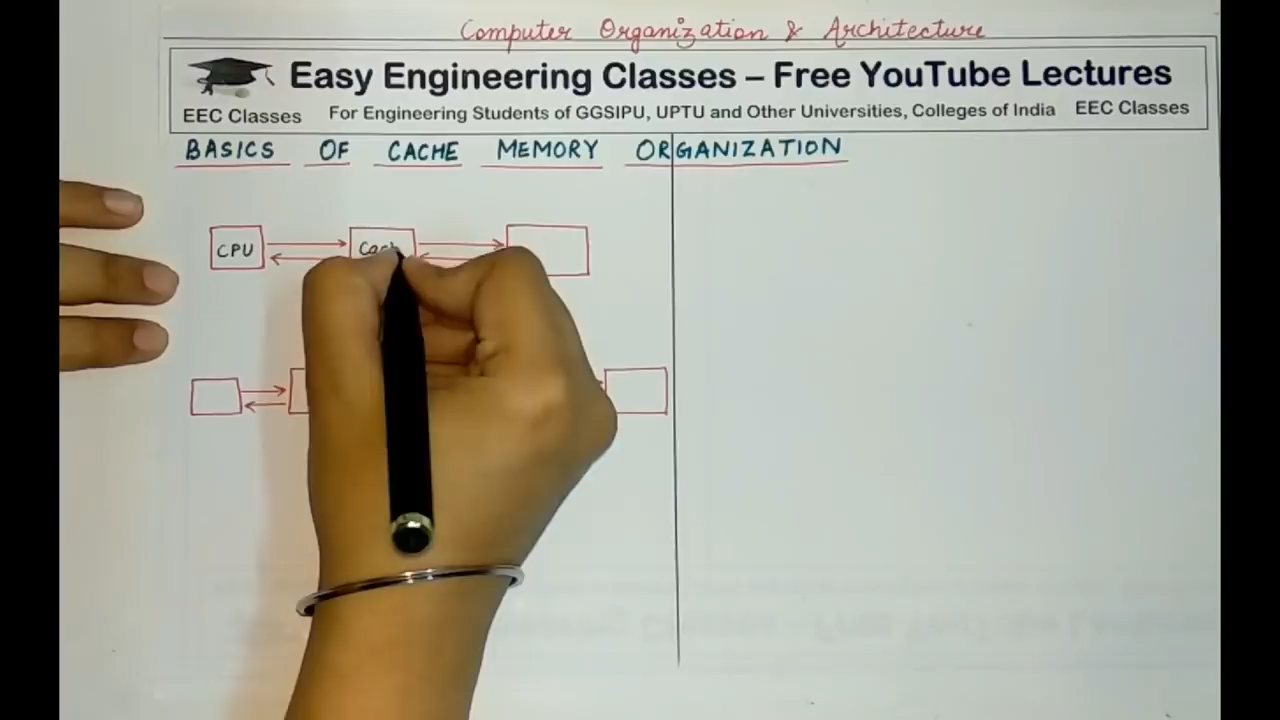 Computer Organization & Architecture
Easy Engineering Classes – Free YouTube Lectures
EEC Classes For Engineering Students of GGSIPU, UPTU and Other Universities, Colleges of India EEC Classes
BASICS OF CACHE MEMORY ORGANIZATION
CPU Cach